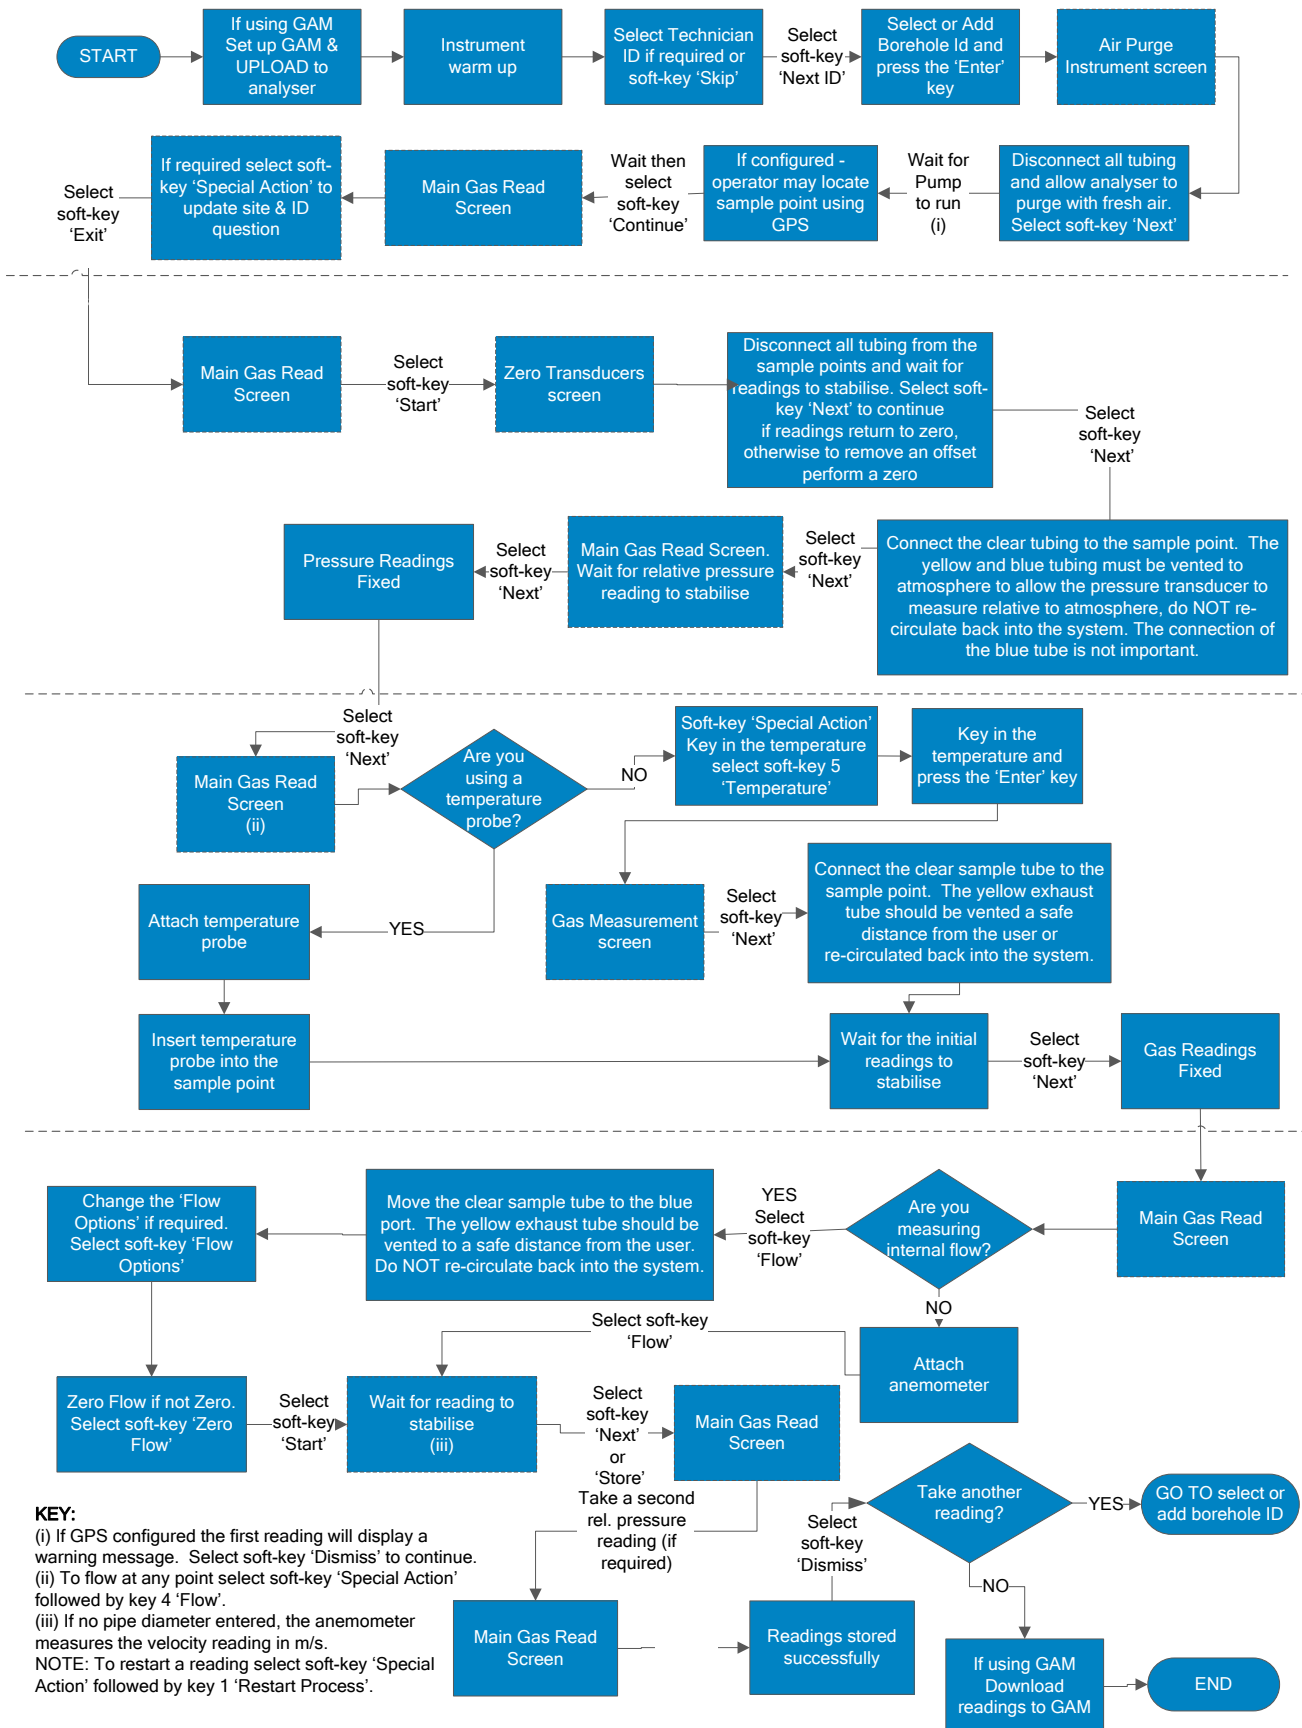 START
If using GAM
Set up GAM &
UPLOAD to
analyser
Instrument
warm up
Select Technician
ID if required or
soft-key ‘Skip’
Select
soft-key
‘Next ID’
Select or Add
Borehole Id and
press the ‘Enter’
key
Air Purge
Instrument screen
Disconnect all tubing
and allow analyser to
purge with fresh air.
Select soft-key ‘Next’
Wait for
Pump
to run
(i)
If configured -
operator may locate
sample point using
GPS
Wait then
select
soft-key
‘Continue’
Main Gas Read
Screen
If required select soft-
key ‘Special Action’ to
update site & ID
question
Select
soft-key
‘Exit’
Main Gas Read
Screen
Select
soft-key
‘Start’
Zero Transducers
screen
Disconnect all tubing from the
sample points and wait for
readings to stabilise. Select soft-
key ‘Next’ to continue
if readings return to zero,
otherwise to remove an offset
perform a zero
Select
soft-key
‘Next’
Connect the clear tubing to the sample point.  The
yellow and blue tubing must be vented to
atmosphere to allow the pressure transducer to
measure relative to atmosphere, do NOT re-
circulate back into the system. The connection of
the blue tube is not important.
Select
soft-key
‘Next’
Main Gas Read Screen.
Wait for relative pressure
reading to stabilise
Select
soft-key
‘Next’
Pressure Readings
Fixed
Select
soft-key
‘Next’
Main Gas Read
Screen
(ii)
Are you
using a
temperature
probe?
NO
Soft-key ‘Special Action’
Key in the temperature
select soft-key 5
‘Temperature’
Key in the
temperature and
press the ‘Enter’ key
Gas Measurement
screen
Select
soft-key
‘Next’
Connect the clear sample tube to the
sample point.  The yellow exhaust
tube should be vented a safe
distance from the user or
re-circulated back into the system.
YES
Attach temperature
probe
Insert temperature
probe into the
sample point
Wait for the initial
readings to
stabilise
Select
soft-key
‘Next’
Gas Readings
Fixed
Main Gas Read
Screen
Are you
measuring
internal flow?
YES
Select
soft-key
‘Flow’
Move the clear sample tube to the blue
port.  The yellow exhaust tube should be
vented to a safe distance from the user.
Do NOT re-circulate back into the system.
Change the ‘Flow
Options’ if required.
Select soft-key ‘Flow
Options’
NO
Attach
anemometer
Select soft-key
‘Flow’
Zero Flow if not Zero.
Select soft-key ‘Zero
Flow’
Select
soft-key
‘Start’
Wait for reading to
stabilise
(iii)
Select
soft-key
‘Next’
or
‘Store’
Main Gas Read
Screen
Take a second
rel. pressure
reading (if
required)
Main Gas Read
Screen
Readings stored
successfully
Select
soft-key
‘Dismiss’
Take another
reading?
YES
GO TO select or
add borehole ID
NO
If using GAM
Download
readings to GAM
END
KEY:
(i) If GPS configured the first reading will display a
warning message.  Select soft-key ‘Dismiss’ to continue.
(ii) To flow at any point select soft-key ‘Special Action’
followed by key 4 ‘Flow’.
(iii) If no pipe diameter entered, the anemometer
measures the velocity reading in m/s.
NOTE: To restart a reading select soft-key ‘Special
Action’ followed by key 1 ‘Restart Process’.